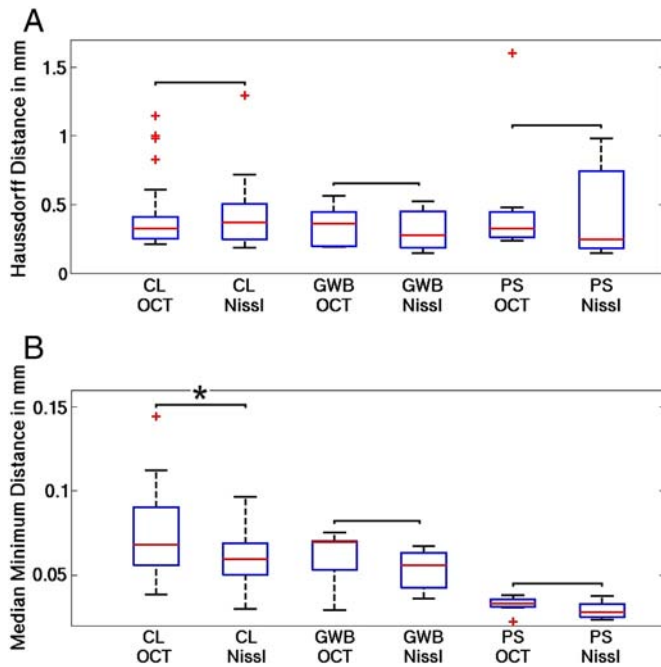 A
Haussdorff Distance in mm
1.5
1
0.5
0
CL OCT
CL Nissl
GWB OCT
GWB Nissl
PS OCT
PS Nissl
B
Median Minimum Distance in mm
*
0.15
0.1
0.05
CL OCT
CL Nissl
GWB OCT
GWB Nissl
PS OCT
PS Nissl